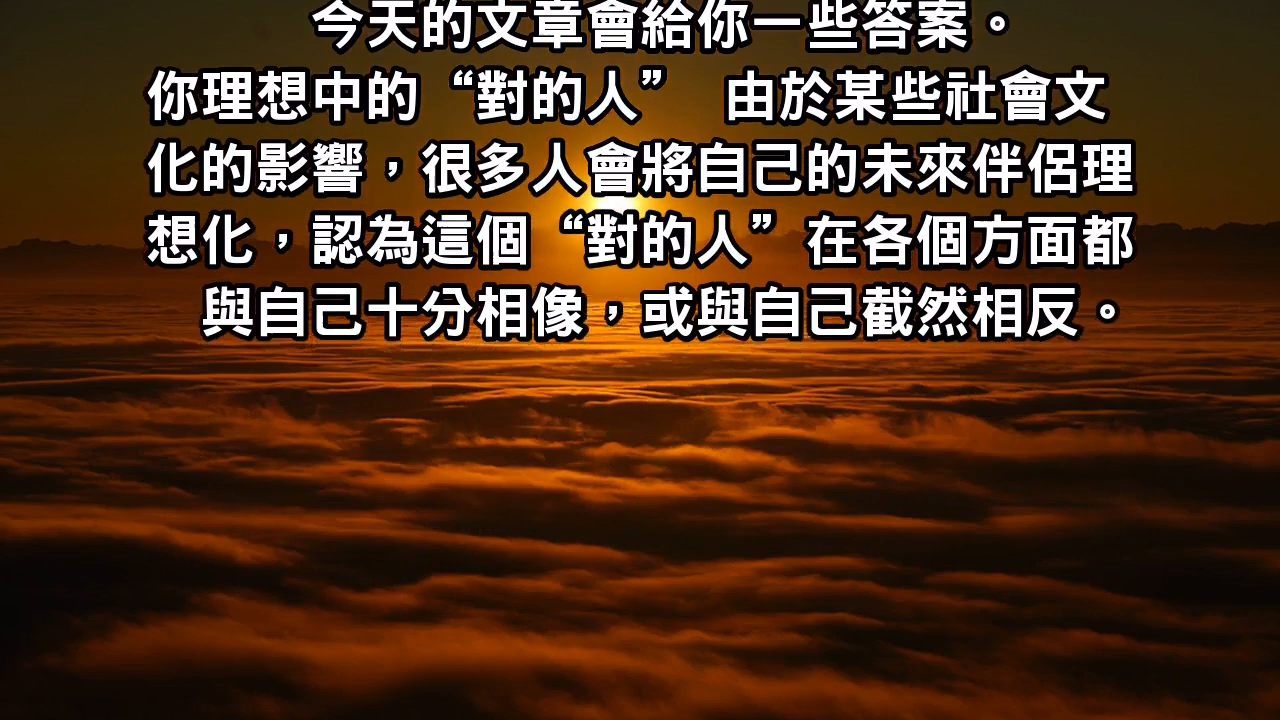 今天的文章會給你一些答案。
你理想中的“對的人” 由於某些社會文
化的影響，很多人會將自己的未來伴侶理
想化，認為這個“對的人”在各個方面都
與自己十分相像，或與自己截然相反。